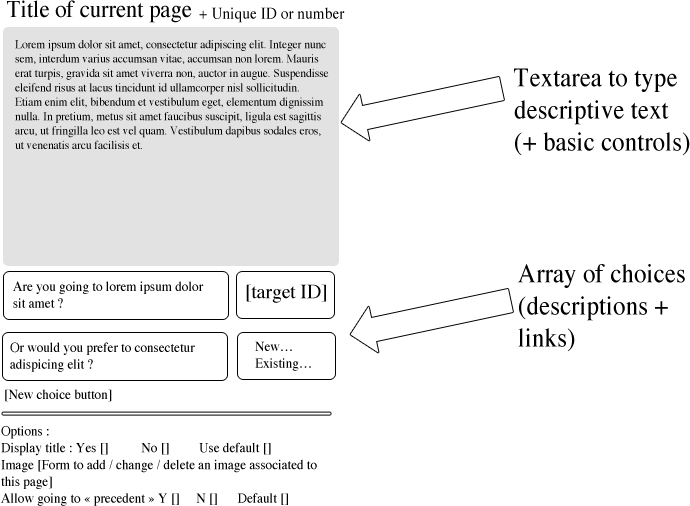 Title of current page + Unique ID or number
Lorem ipsum dolor sit amet, consectetur adipiscing elit. Integer nunc
sem, interdum varius accumsan vitae, accumsan non lorem. Mauris
erat turpis, gravida sit amet viverra non, auctor in augue. Suspendisse
eleifend risus at lacus tincidunt id ullamcorper nisl sollicitudin.
Etiam enim elit, bibendum et vestibulum eget, elementum dignissim
nulla. In pretium, metus sit amet faucibus suscipit, ligula est sagittis
arcu, ut fringilla leo est vel quam. Vestibulum dapibus sodales eros,
ut venenatis arcu facilisis et.
Textarea to type
descriptive text
(+ basic controls)
Are you going to lorem ipsum dolor
sit amet ?
[target ID]
Or would you prefer to consectetur
adispicing elit ?
New…
Existing…
Array of choices
(descriptions +
links)
[New choice button]
Options :
Display title : Yes [] No [] Use default []
Image [Form to add / change / delete an image associated to
this page]
Allow going to « precedent » Y [] N [] Default []